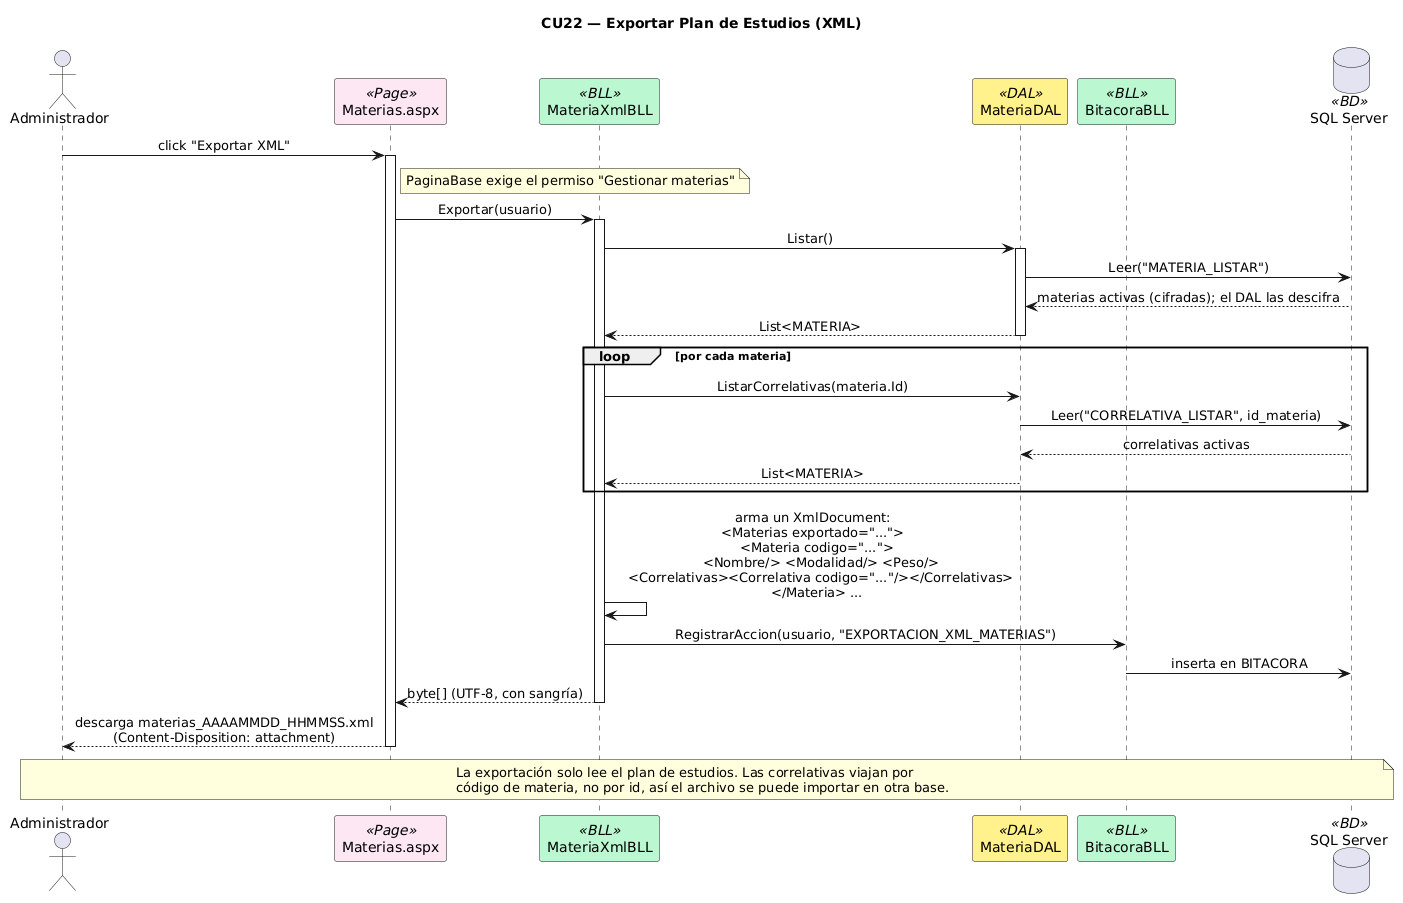 CU22 — Exportar Plan de Estudios (XML)
Administrador
«Page»
Materias.aspx
«BLL»
MateriaXmlBLL
«DAL»
MateriaDAL
«BLL»
BitacoraBLL
«BD»
SQL Server
click "Exportar XML"
PaginaBase exige el permiso "Gestionar materias"
Exportar(usuario)
Listar()
Leer("MATERIA_LISTAR")
materias activas (cifradas); el DAL las descifra
List<MATERIA>
loop
[por cada materia]
ListarCorrelativas(materia.Id)
Leer("CORRELATIVA_LISTAR", id_materia)
correlativas activas
List<MATERIA>
arma un XmlDocument:
<Materias exportado="...">
<Materia codigo="...">
<Nombre/> <Modalidad/> <Peso/>
<Correlativas><Correlativa codigo="..."/></Correlativas>
</Materia> ...
RegistrarAccion(usuario, "EXPORTACION_XML_MATERIAS")
inserta en BITACORA
byte[] (UTF-8, con sangría)
descarga materias_AAAAMMDD_HHMMSS.xml
(Content-Disposition: attachment)
La exportación solo lee el plan de estudios. Las correlativas viajan por
código de materia, no por id, así el archivo se puede importar en otra base.
Administrador
«Page»
Materias.aspx
«BLL»
MateriaXmlBLL
«DAL»
MateriaDAL
«BLL»
BitacoraBLL
«BD»
SQL Server